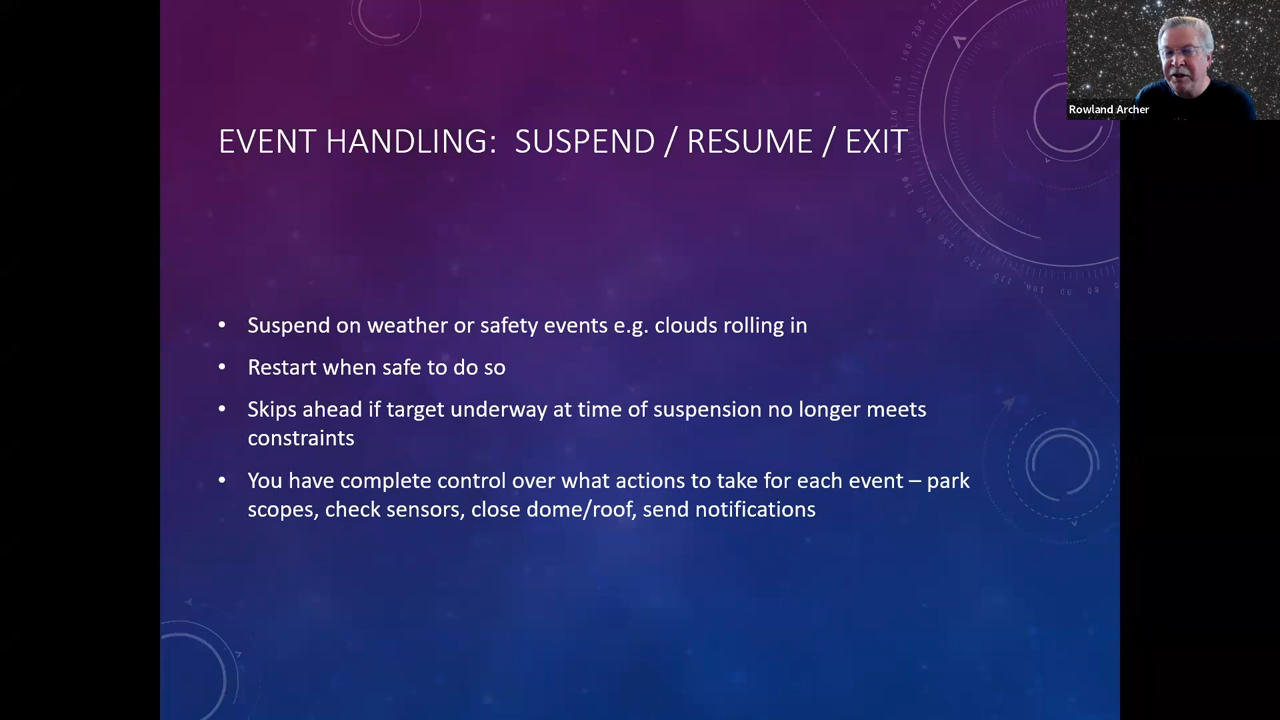 Rowland Archer
EVENT HANDLING: SUSPEND / RESUME / EXIT
• Suspend on weather or safety events e.g. clouds rolling in
• Restart when safe to do so
• Skips ahead if target underway at time of suspension no longer meets
constraints
• You have complete control over what actions to take for each event – park
scopes, check sensors, close dome/roof, send notifications